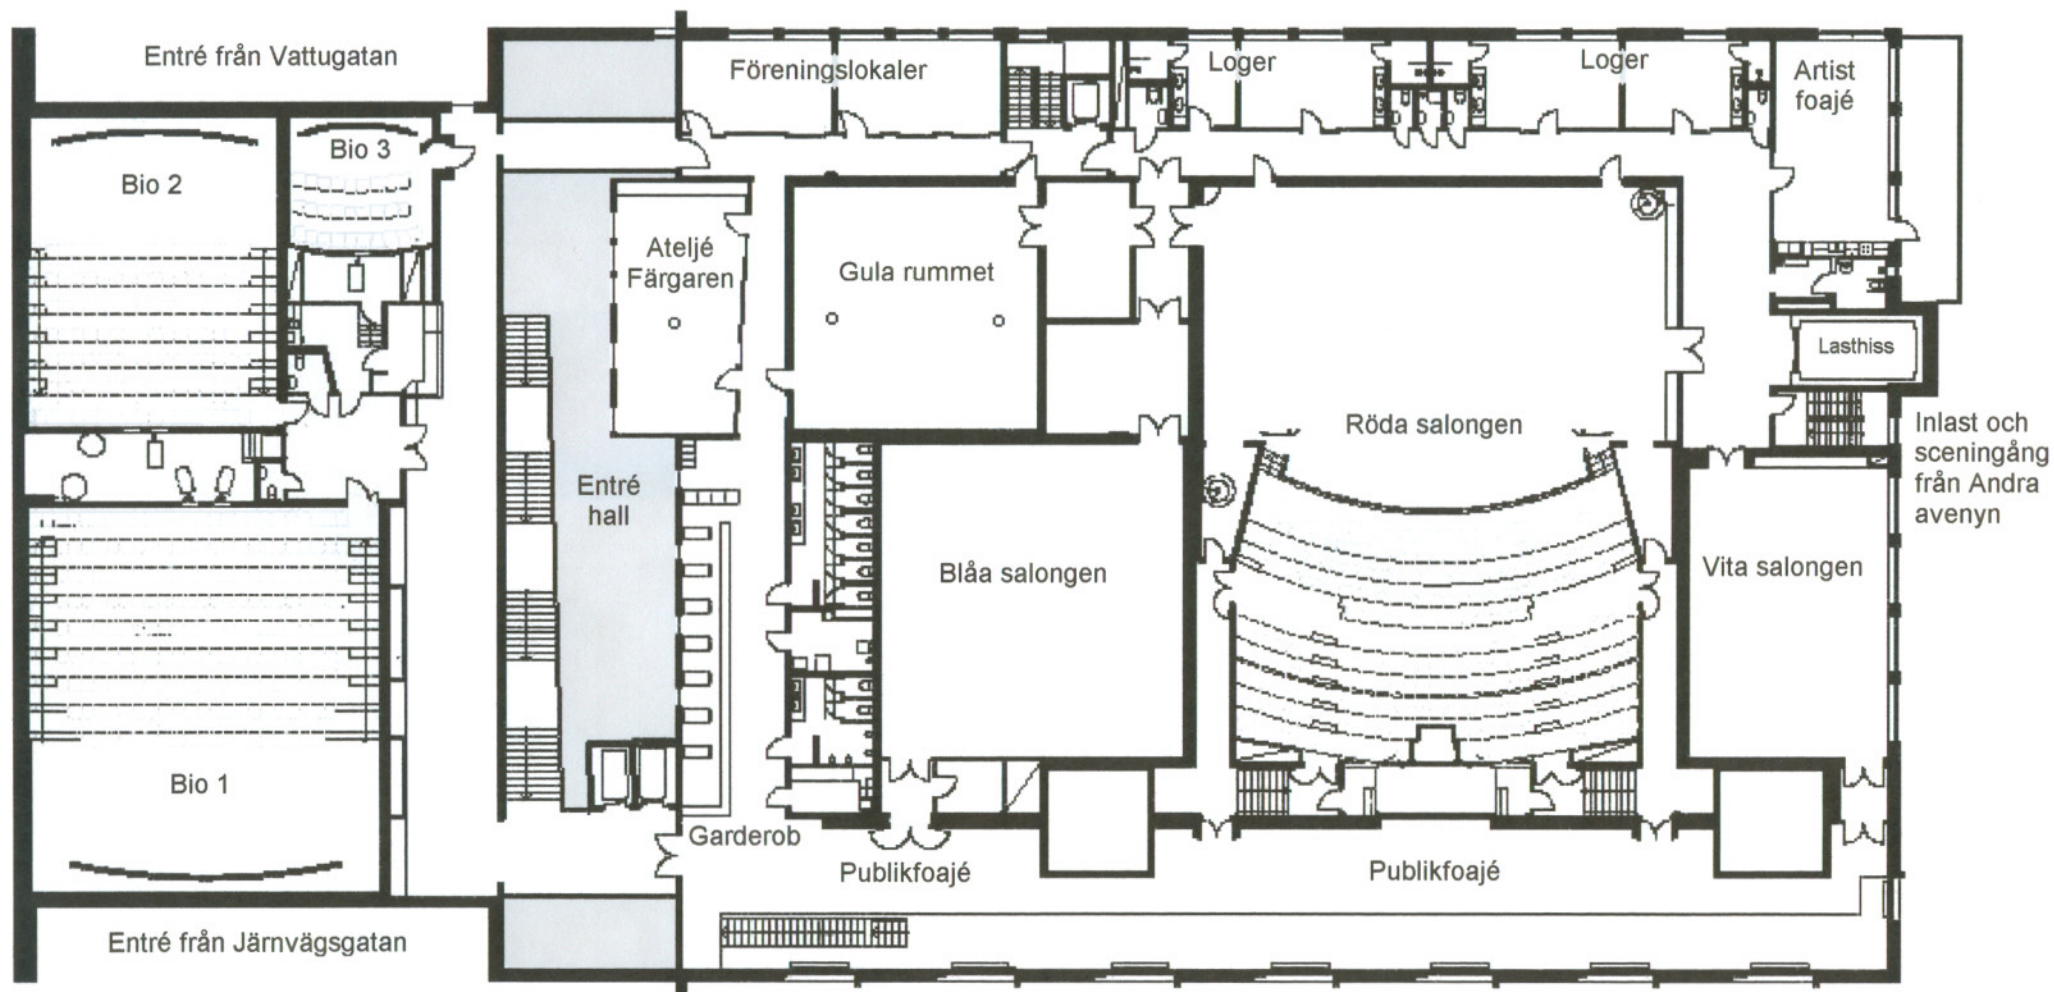 Entré från Vattugatan
Föreningslokaler
Loger
Loger
Artist
foajé
Bio 3
Bio 2
Ateljé
Färgaren
Gula rummet
Lasthiss
Röda salongen
Inlast och
sceningång
från Andra
avenyn
Entré
hall
Blåa salongen
Vita salongen
Bio 1
Garderob
Publikfoajé
Publikfoajé
Entré från Järnvägsgatan